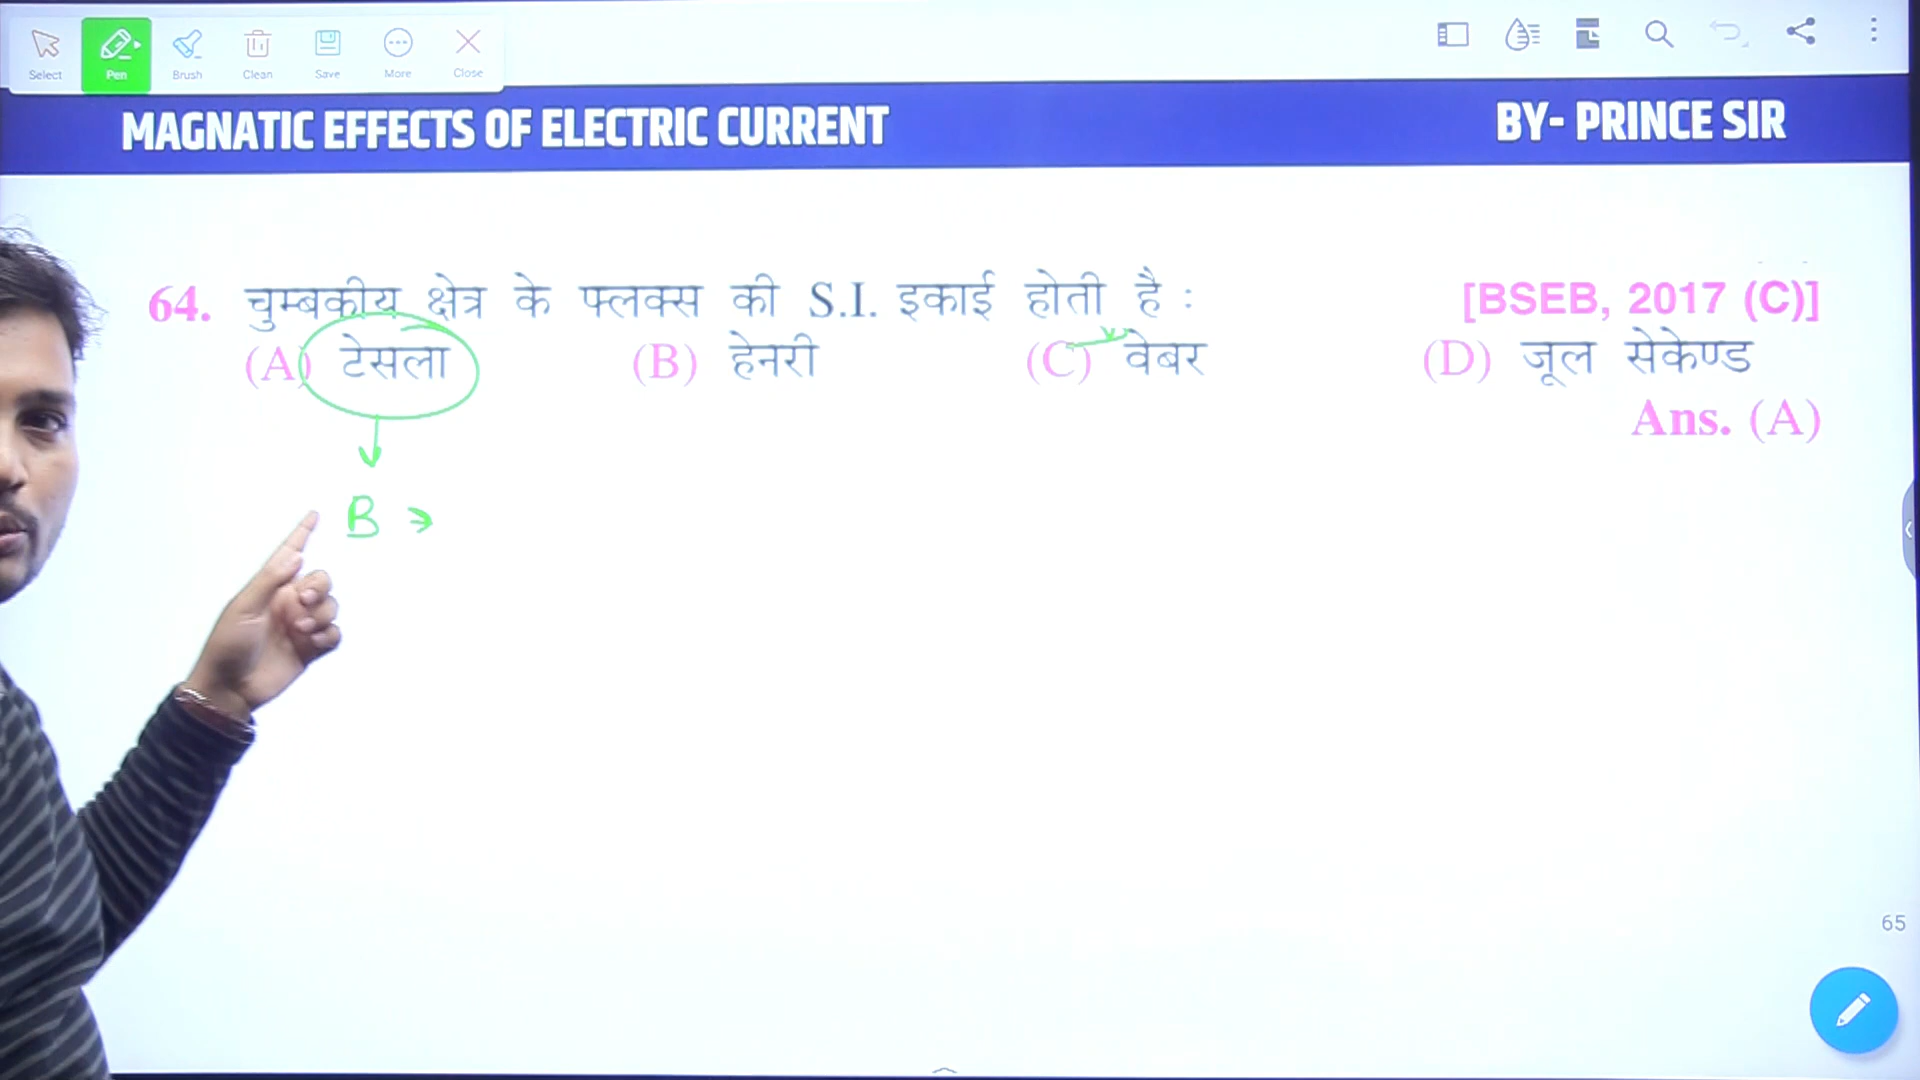 Select Pen Brush Clean Save More Close
MAGNATIC EFFECTS OF ELECTRIC CURRENT BY- PRINCE SIR
64. चुम्बकीय क्षेत्र के फ्लक्स की S.I. इकाई होती है : [BSEB, 2017 (C)]
(A) टेसला (B) हेनरी (C) वेबर (D) जूल सेकेण्ड
Ans. (A)
B →
65